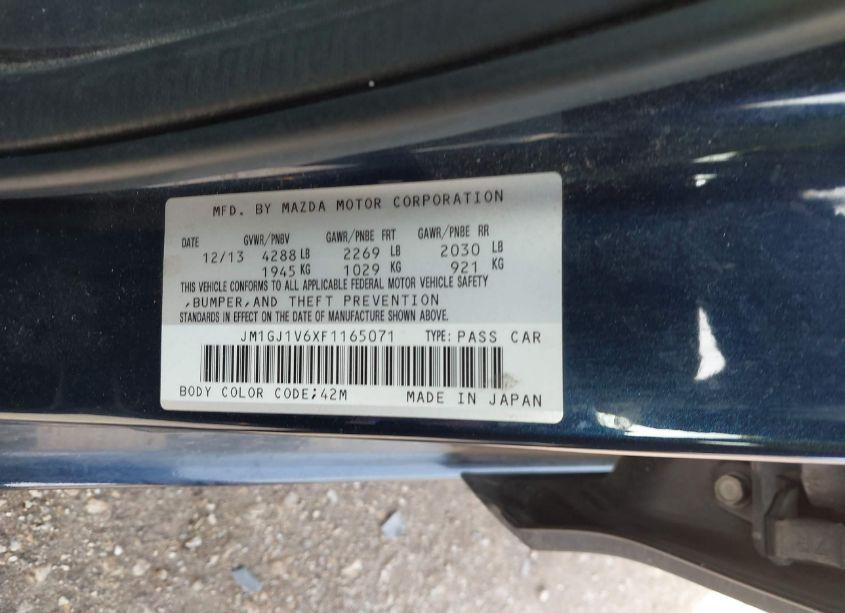 MFD. BY MAZDA MOTOR CORPORATION
DATE GVWR/PNBV GAWR/PNBE FRT GAWR/PNBE RR
12/13 4288 LB 2269 LB 2030 LB
1945 KG 1029 KG 921 KG
THIS VEHICLE CONFORMS TO ALL APPLICABLE FEDERAL MOTOR VEHICLE SAFETY
,BUMPER,AND THEFT PREVENTION
STANDARDS IN EFFECT ON THE DATE OF MANUFACTURE SHOWN ABOVE.
JM1GJ1V6XF1165071 TYPE: PASS CAR
BODY COLOR CODE;42M MADE IN JAPAN